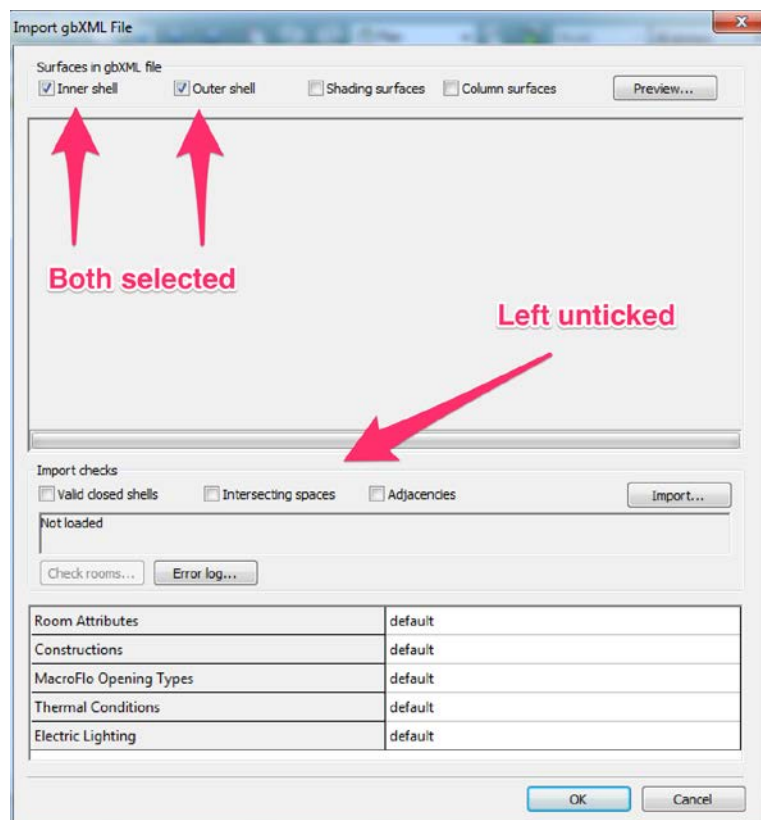 Import gbXML File
Surfaces in gbXML file
Inner shell Outer shell Shading surfaces Column surfaces Preview...
Both selected
Left unticked
Import checks
Valid closed shells Intersecting spaces Adjacencies Import...
Not loaded
Check rooms... Error log...
Room Attributes default
Constructions default
MacroFlo Opening Types default
Thermal Conditions default
Electric Lighting default
OK Cancel